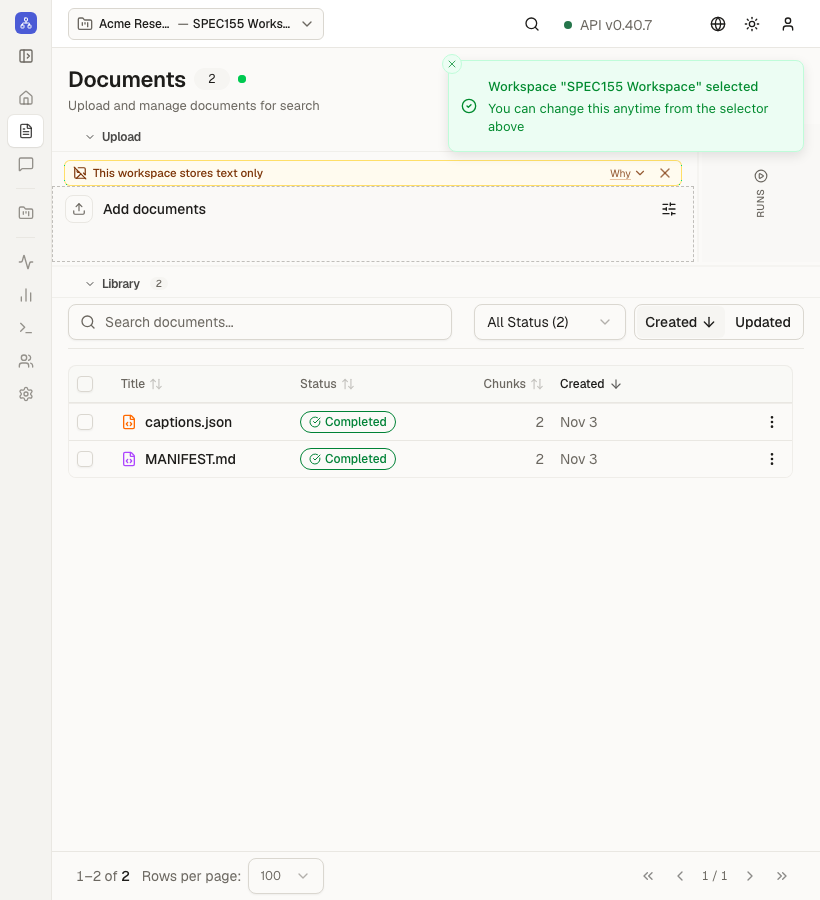 Acme Rese… — SPEC155 Works…
API v0.40.7
Documents 2
Upload and manage documents for search
Workspace "SPEC155 Workspace" selected
You can change this anytime from the selector
above
Upload
This workspace stores text only
Why
Add documents
RUNS
Library 2
Search documents...
All Status (2)
Created
Updated
Title Status Chunks Created
captions.json Completed 2 Nov 3
MANIFEST.md Completed 2 Nov 3
1–2 of 2 Rows per page: 100 1 / 1